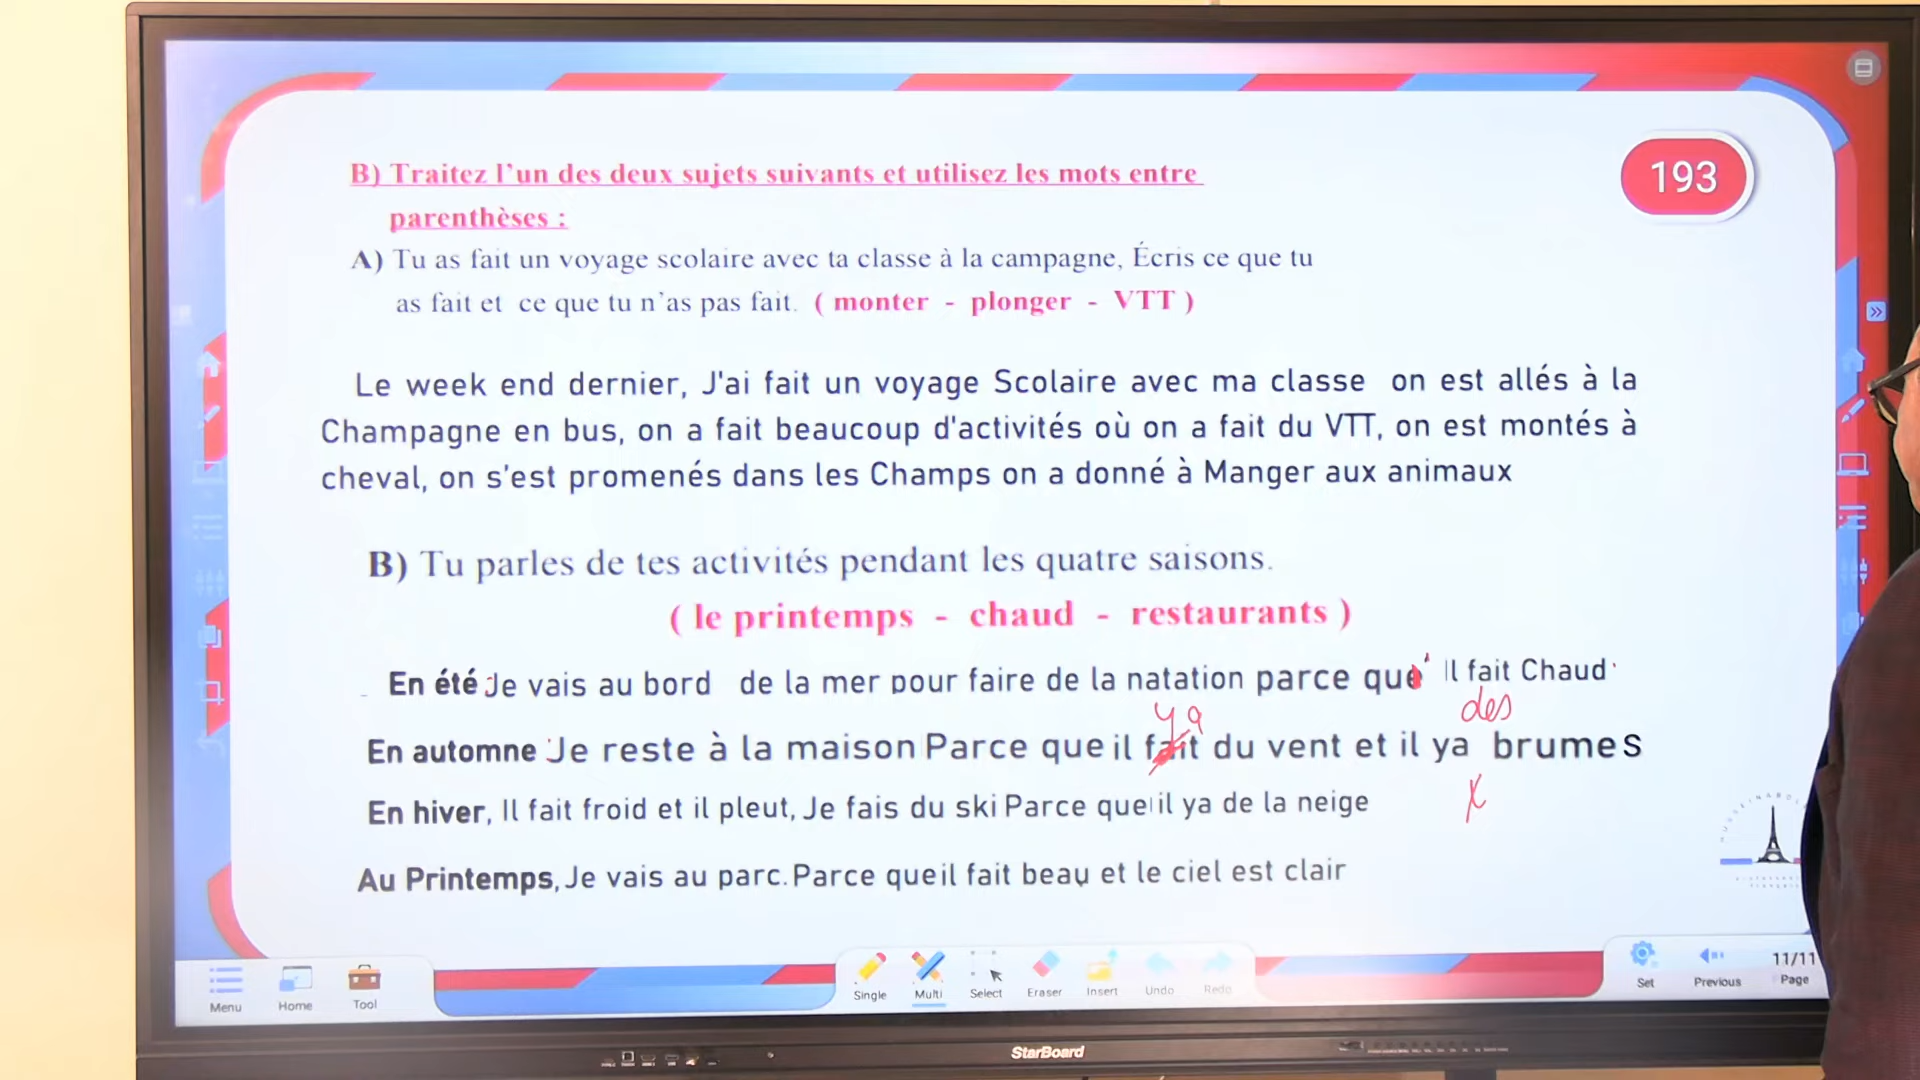 193
B) Traitez l'un des deux sujets suivants et utilisez les mots entre
parenthèses :
A) Tu as fait un voyage scolaire avec ta classe à la campagne, Écris ce que tu
as fait et ce que tu n'as pas fait. ( monter - plonger - VTT )
Le week end dernier, J'ai fait un voyage Scolaire avec ma classe on est allés à la
Champagne en bus, on a fait beaucoup d'activités où on a fait du VTT, on est montés à
cheval, on s'est promenés dans les Champs on a donné à Manger aux animaux
B) Tu parles de tes activités pendant les quatre saisons.
( le printemps - chaud - restaurants )
En été Je vais au bord de la mer pour faire de la natation parce que' Il fait Chaud
ya des
En automne Je reste à la maison Parce que il fait du vent et il ya brumes
En hiver, Il fait froid et il pleut, Je fais du ski Parce que il ya de la neige
x
Au Printemps, Je vais au parc. Parce que il fait beau et le ciel est clair
Menu Home Tool
Single Multi Select Eraser Insert Undo Redo
Set Previous 11/11 Page
StarBoard